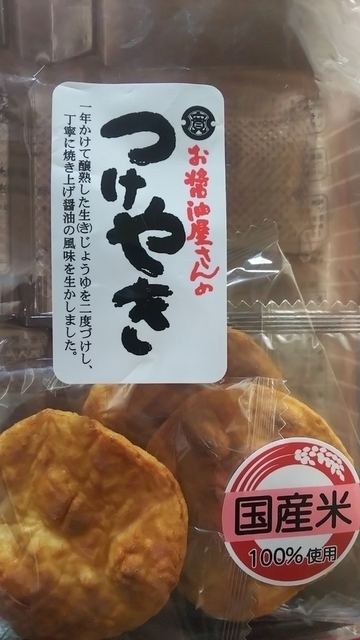 お醤油屋さんの
つけやき
一年かけて醸熟した生(き)じょうゆを二度づけし、
丁寧に焼き上げ醤油の風味を生かしました。
国産米
100%使用